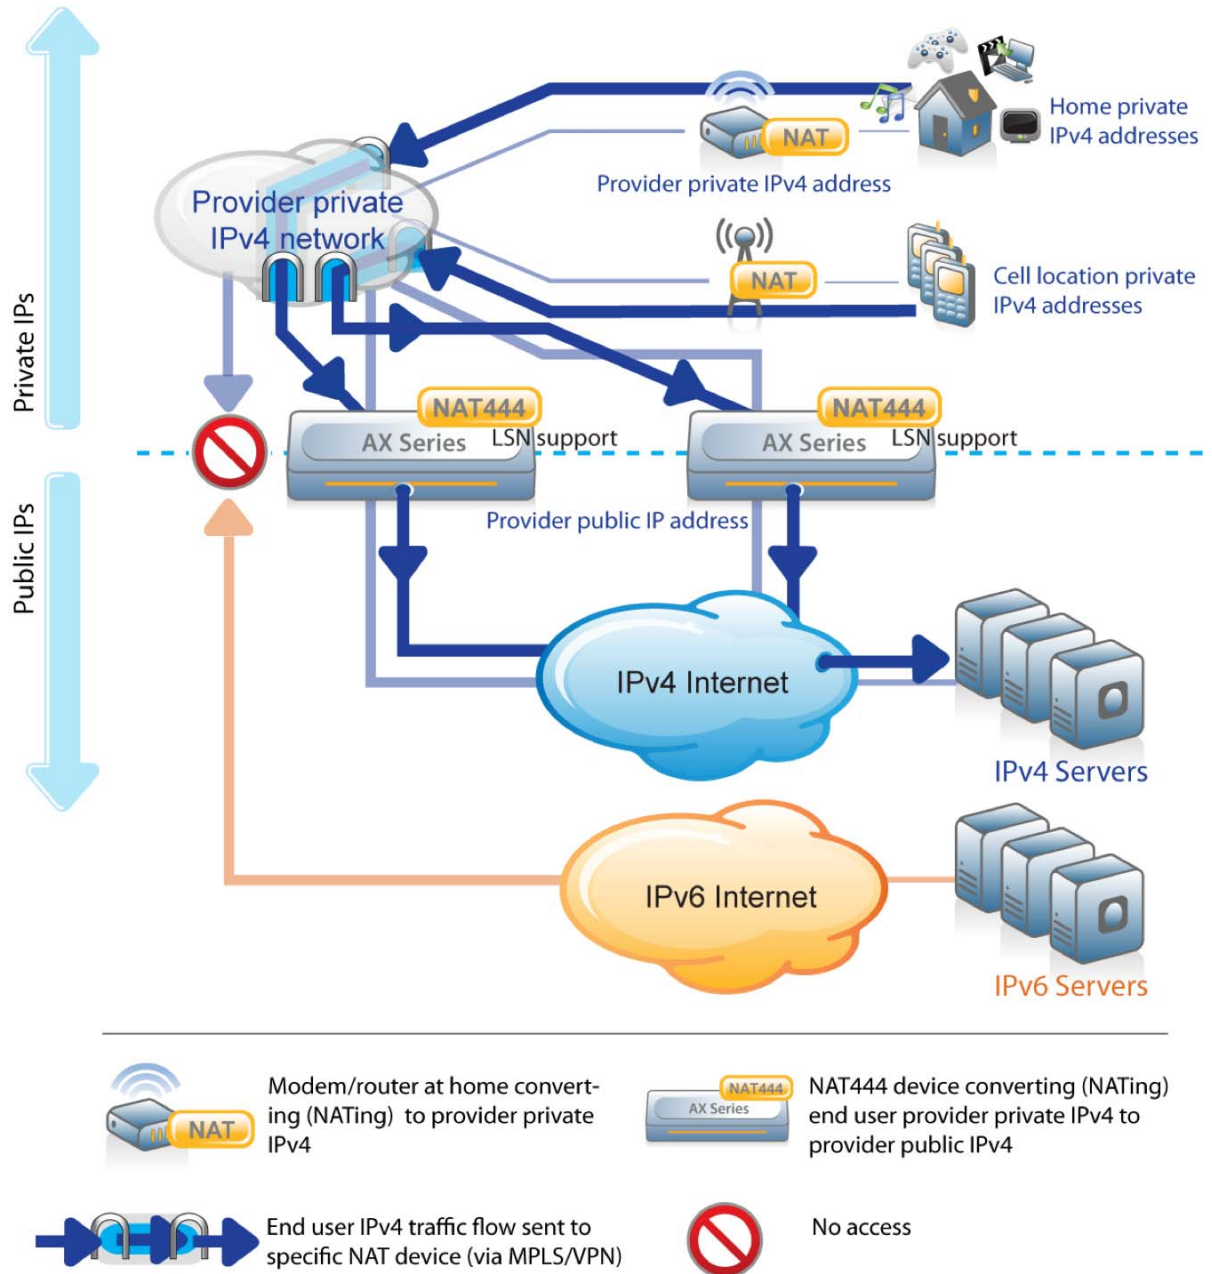 Home private
IPv4 addresses
NAT
Provider private IPv4 address
Provider private
IPv4 network
NAT
Cell location private
IPv4 addresses
Private IPs
NAT444
AX Series
LSN support
NAT444
AX Series
LSN support
Provider public IP address
Public IPs
IPv4 Internet
IPv4 Servers
IPv6 Internet
IPv6 Servers
NAT
Modem/router at home convert-
ing (NATing) to provider private
IPv4
NAT444
AX Series
NAT444 device converting (NATing)
end user provider private IPv4 to
provider public IPv4
End user IPv4 traffic flow sent to
specific NAT device (via MPLS/VPN)
No access